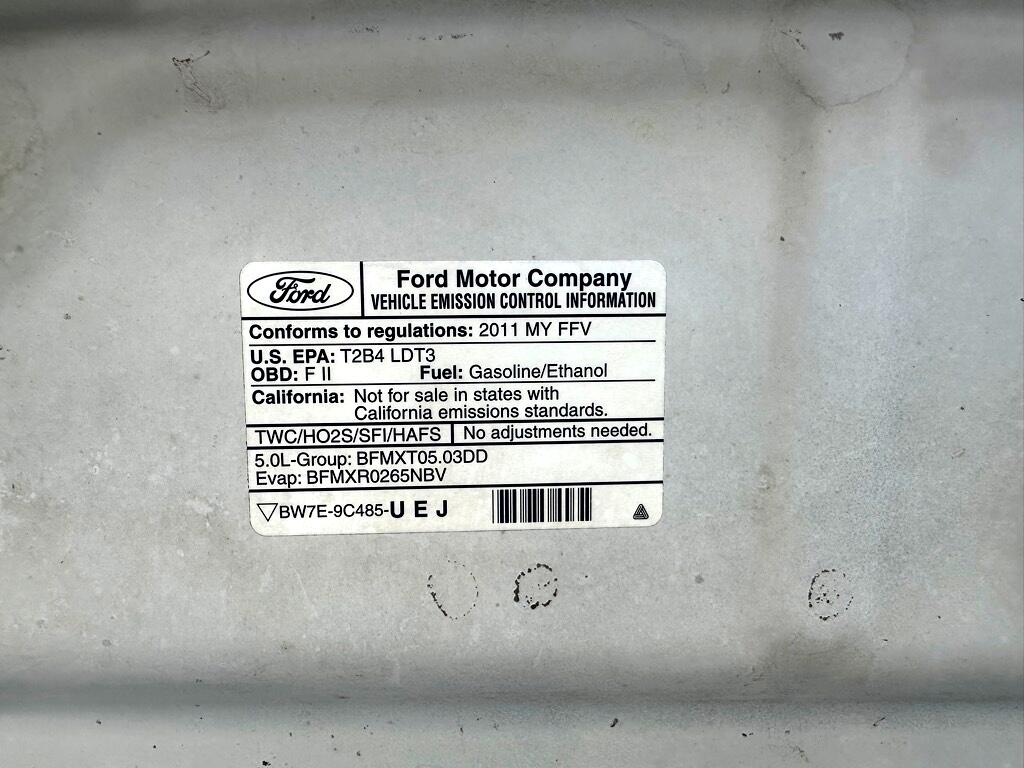 Ford
Ford Motor Company
VEHICLE EMISSION CONTROL INFORMATION
Conforms to regulations: 2011 MY FFV
U.S. EPA: T2B4 LDT3
OBD: F II Fuel: Gasoline/Ethanol
California: Not for sale in states with
California emissions standards.
TWC/HO2S/SFI/HAFS No adjustments needed.
5.0L-Group: BFMXT05.03DD
Evap: BFMXR0265NBV
BW7E-9C485-U E J